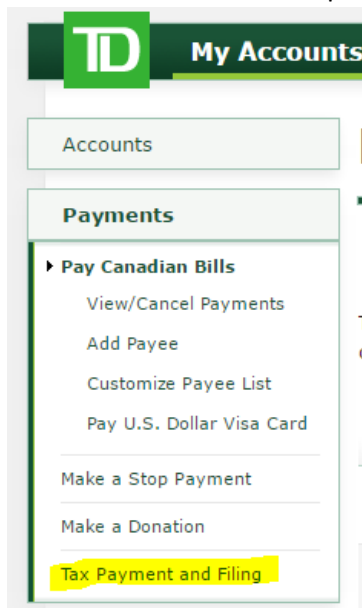 TD
My Accounts
Accounts
Payments
Pay Canadian Bills
View/Cancel Payments
Add Payee
Customize Payee List
Pay U.S. Dollar Visa Card
Make a Stop Payment
Make a Donation
Tax Payment and Filing